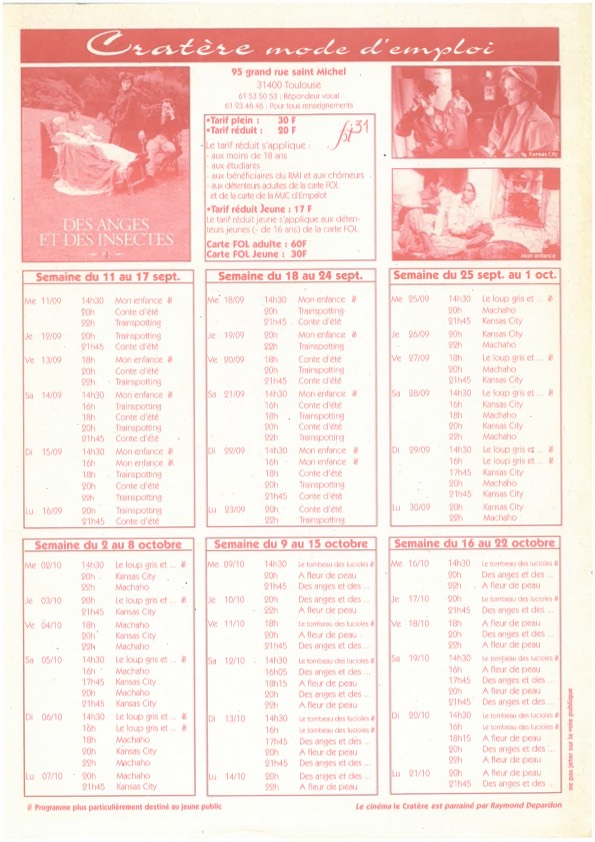 Cratère mode d'emploi
95 grand rue saint Michel
31400 Toulouse
61 53 50 53 : Répondeur vocal
61 23 46 46 : Pour tous renseignements
•Tarif plein : 30 F
•Tarif réduit : 20 F
fol 31
Le tarif réduit s'applique :
- aux moins de 18 ans
- aux étudiants
- aux bénéficiaires du RMI et aux chômeurs
- aux détenteurs adultes de la carte FOL
et de la carte de la MJC d'Empalot
•Tarif réduit Jeune : 17 F
Le tarif réduit jeune s'applique aux déten-
teurs jeunes (- de 16 ans) de la carte FOL.
Carte FOL adulte : 60F
Carte FOL Jeune : 30F
DES ANGES
ET DES INSECTES
Kansas City
mon enfance
Semaine du 11 au 17 sept.
Me 11/09 14h30 Mon enfance #
20h Conte d'été
22h Trainspotting
Je 12/09 20h Trainspotting
21h45 Conte d'été
Ve 13/09 18h Mon enfance #
20h Conte d'été
22h Trainspotting
Sa 14/09 14h30 Mon enfance #
16h Trainspotting
18h Conte d'été
20h Trainspotting
21h45 Conte d'été
Di 15/09 14h30 Mon enfance #
16h Mon enfance #
18h Trainspotting
20h Conte d'été
22h Trainspotting
Lu 16/09 20h Trainspotting
21h45 Conte d'été
Semaine du 18 au 24 sept.
Me 18/09 14h30 Mon enfance #
20h Trainspotting
21h45 Conte d'été
Je 19/09 20h Mon enfance #
22h Trainspotting
Ve 20/09 18h Conte d'été
20h Trainspotting
21h45 Conte d'été
Sa 21/09 14h30 Mon enfance #
16h Conte d'été
18h Trainspotting
20h Conte d'été
22h Trainspotting
Di 22/09 14h30 Mon enfance #
16h Mon enfance #
18h Conte d'été
20h Trainspotting
21h45 Conte d'été
Lu 23/09 20h Conte d'été
22h Trainspotting
Semaine du 25 sept. au 1 oct.
Me 25/09 14h30 Le loup gris et ... #
20h Machaho
21h45 Kansas City
Je 26/09 20h Kansas City
22h Machaho
Ve 27/09 18h Le loup gris et ... #
20h Machaho
21h45 Kansas City
Sa 28/09 14h30 Le loup gris et ... #
16h Kansas City
18h Machaho
20h Kansas City
22h Machaho
Di 29/09 14h30 Le loup gris et ... #
16h Le loup gris et ... #
17h45 Kansas City
20h Machaho
21h45 Kansas City
Lu 30/09 20h Kansas City
22h Machaho
Semaine du 2 au 8 octobre
Me 02/10 14h30 Le loup gris et ... #
20h Kansas City
22h Machaho
Je 03/10 20h Le loup gris et ... #
21h45 Kansas City
Ve 04/10 18h Machaho
20h Kansas City
22h Machaho
Sa 05/10 14h30 Le loup gris et ... #
16h Machaho
17h45 Kansas City
20h Machaho
21h45 Kansas City
Di 06/10 14h30 Le loup gris et ... #
16h Le loup gris et ... #
18h Machaho
20h Kansas City
22h Machaho
Lu 07/10 20h Machaho
21h45 Kansas City
Semaine du 9 au 15 octobre
Me 09/10 14h30 Le tombeau des lucioles #
20h A fleur de peau
21h45 Des anges et des ...
Je 10/10 20h Des anges et des ...
22h A fleur de peau
Ve 11/10 18h Le tombeau des lucioles #
20h A fleur de peau
21h45 Des anges et des ...
Sa 12/10 14h30 Le tombeau des lucioles #
16h05 Des anges et des ...
18h15 A fleur de peau
20h Des anges et des ...
22h A fleur de peau
Di 13/10 14h30 Le tombeau des lucioles #
16h Le tombeau des lucioles #
17h45 Des anges et des ...
20h A fleur de peau
21h45 Des anges et des ...
Lu 14/10 20h Des anges et des ...
22h A fleur de peau
Semaine du 16 au 22 octobre
Me 16/10 14h30 Le tombeau des lucioles #
20h Des anges et des ...
22h A fleur de peau
Je 17/10 20h Le tombeau des lucioles #
21h45 Des anges et des ...
Ve 18/10 18h A fleur de peau
20h Des anges et des ...
22h A fleur de peau
Sa 19/10 14h30 Le tombeau des lucioles #
16h A fleur de peau
17h45 Des anges et des ...
20h A fleur de peau
21h45 Des anges et des ...
Di 20/10 14h30 Le tombeau des lucioles #
16h Le tombeau des lucioles #
18h15 A fleur de peau
20h Des anges et des ...
22h A fleur de peau
Lu 21/10 20h A fleur de peau
21h45 Des anges et des ...
ne pas jeter sur la voie publique
# Programme plus particulièrement destiné au jeune public
Le cinéma le Cratère est parrainé par Raymond Depardon